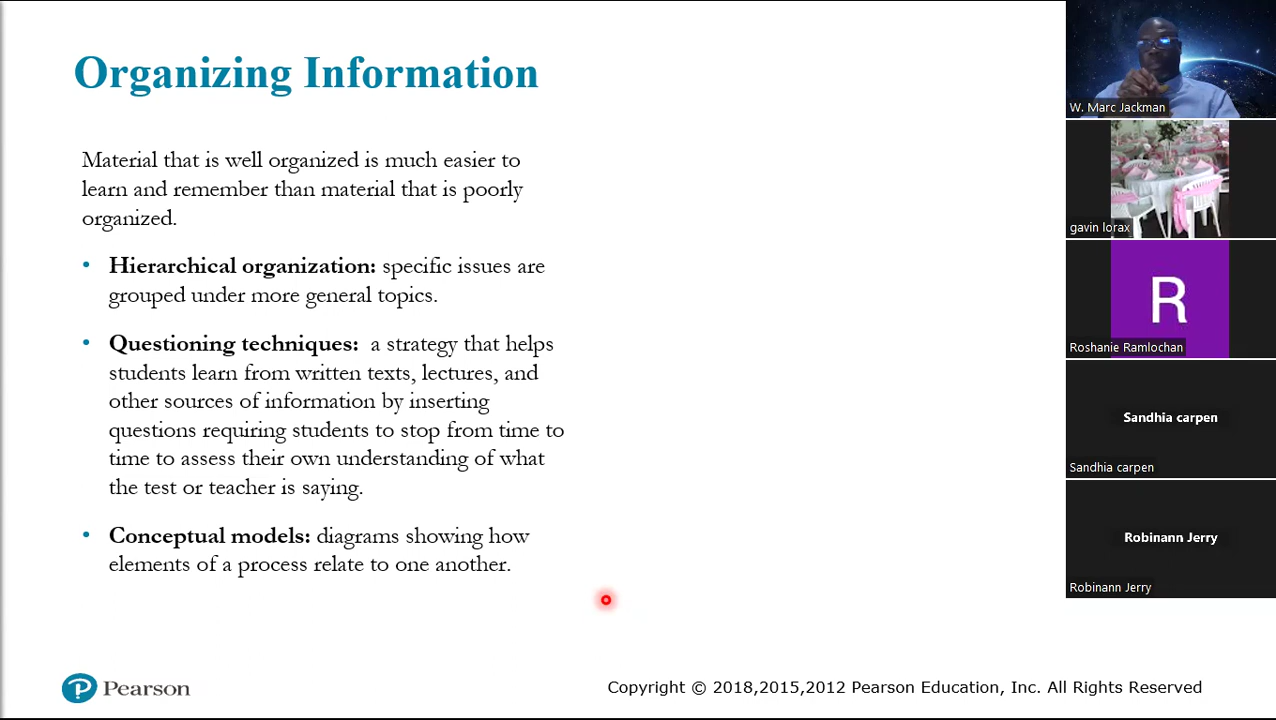 Organizing Information
Material that is well organized is much easier to
learn and remember than material that is poorly
organized.
• Hierarchical organization: specific issues are
grouped under more general topics.
• Questioning techniques: a strategy that helps
students learn from written texts, lectures, and
other sources of information by inserting
questions requiring students to stop from time to
time to assess their own understanding of what
the test or teacher is saying.
• Conceptual models: diagrams showing how
elements of a process relate to one another.
P Pearson
Copyright © 2018,2015,2012 Pearson Education, Inc. All Rights Reserved
W. Marc Jackman
gavin lorax
R
Roshanie Ramlochan
Sandhia carpen
Sandhia carpen
Robinann Jerry
Robinann Jerry